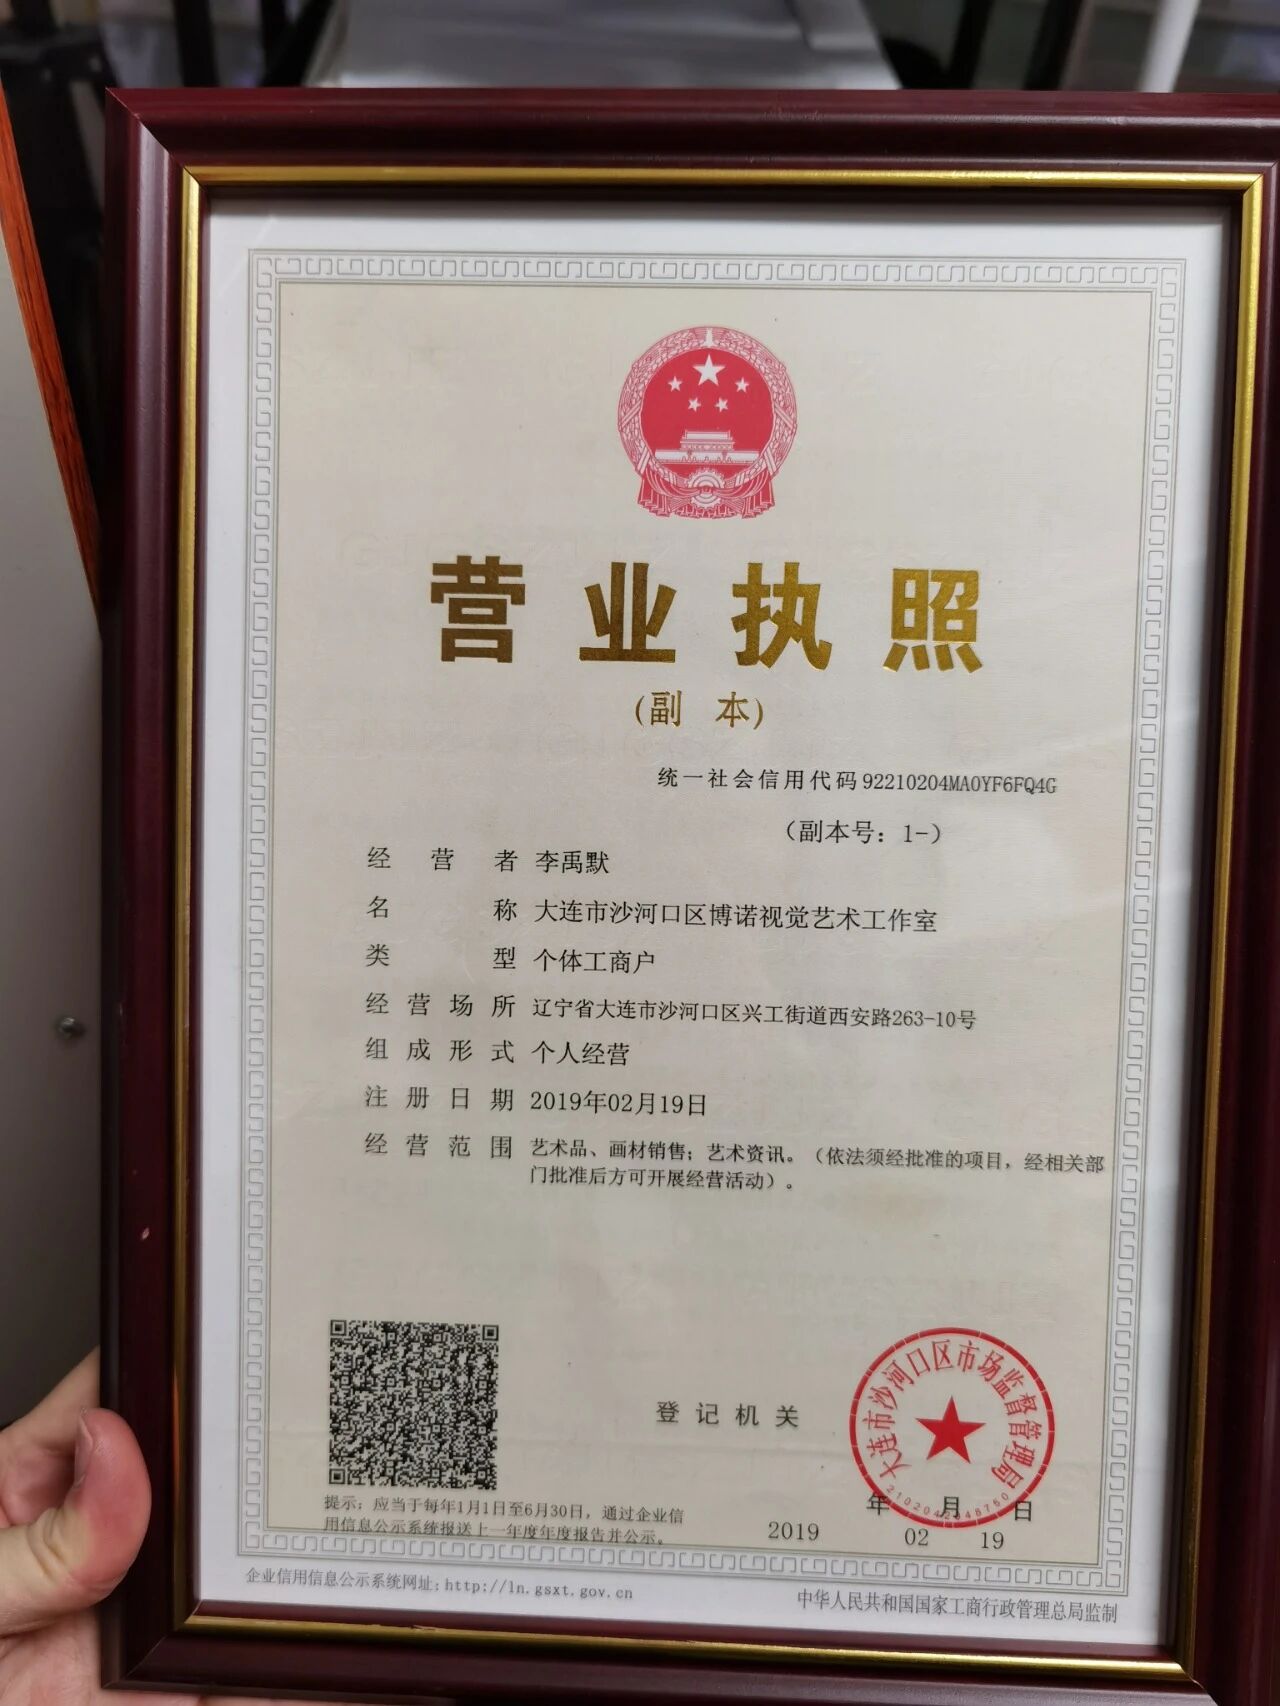 营业执照
(副 本)
统一社会信用代码 92210204MA0YF6FQ4G
(副本号: 1-)
经营者 李禹默
名称 大连市沙河口区博诺视觉艺术工作室
类型 个体工商户
经营场所 辽宁省大连市沙河口区兴工街道西安路263-10号
组成形式 个人经营
注册日期 2019年02月19日
经营范围 艺术品、画材销售；艺术资讯。（依法须经批准的项目，经相关部
门批准后方可开展经营活动）。
登记机关
大连市沙河口区市场监督管理局
年 月 日
2019 02 19
提示：应当于每年1月1日至6月30日，通过企业信
用信息公示系统报送上一年度年度报告并公示。
企业信用信息公示系统网址：http://ln.gsxt.gov.cn
中华人民共和国国家工商行政管理总局监制